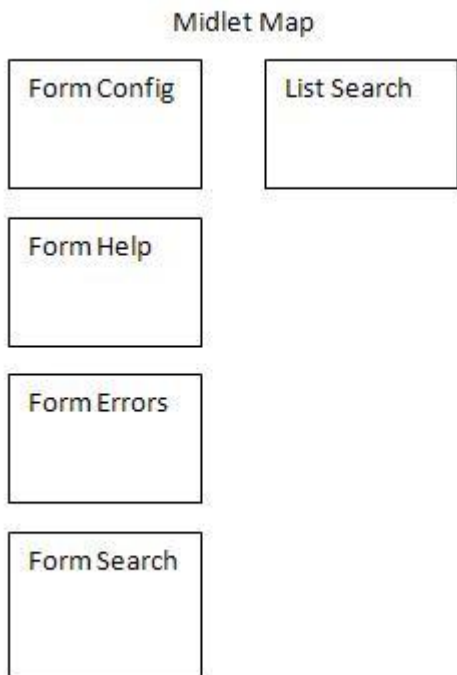 Midlet Map
Form Config
List Search
Form Help
Form Errors
Form Search